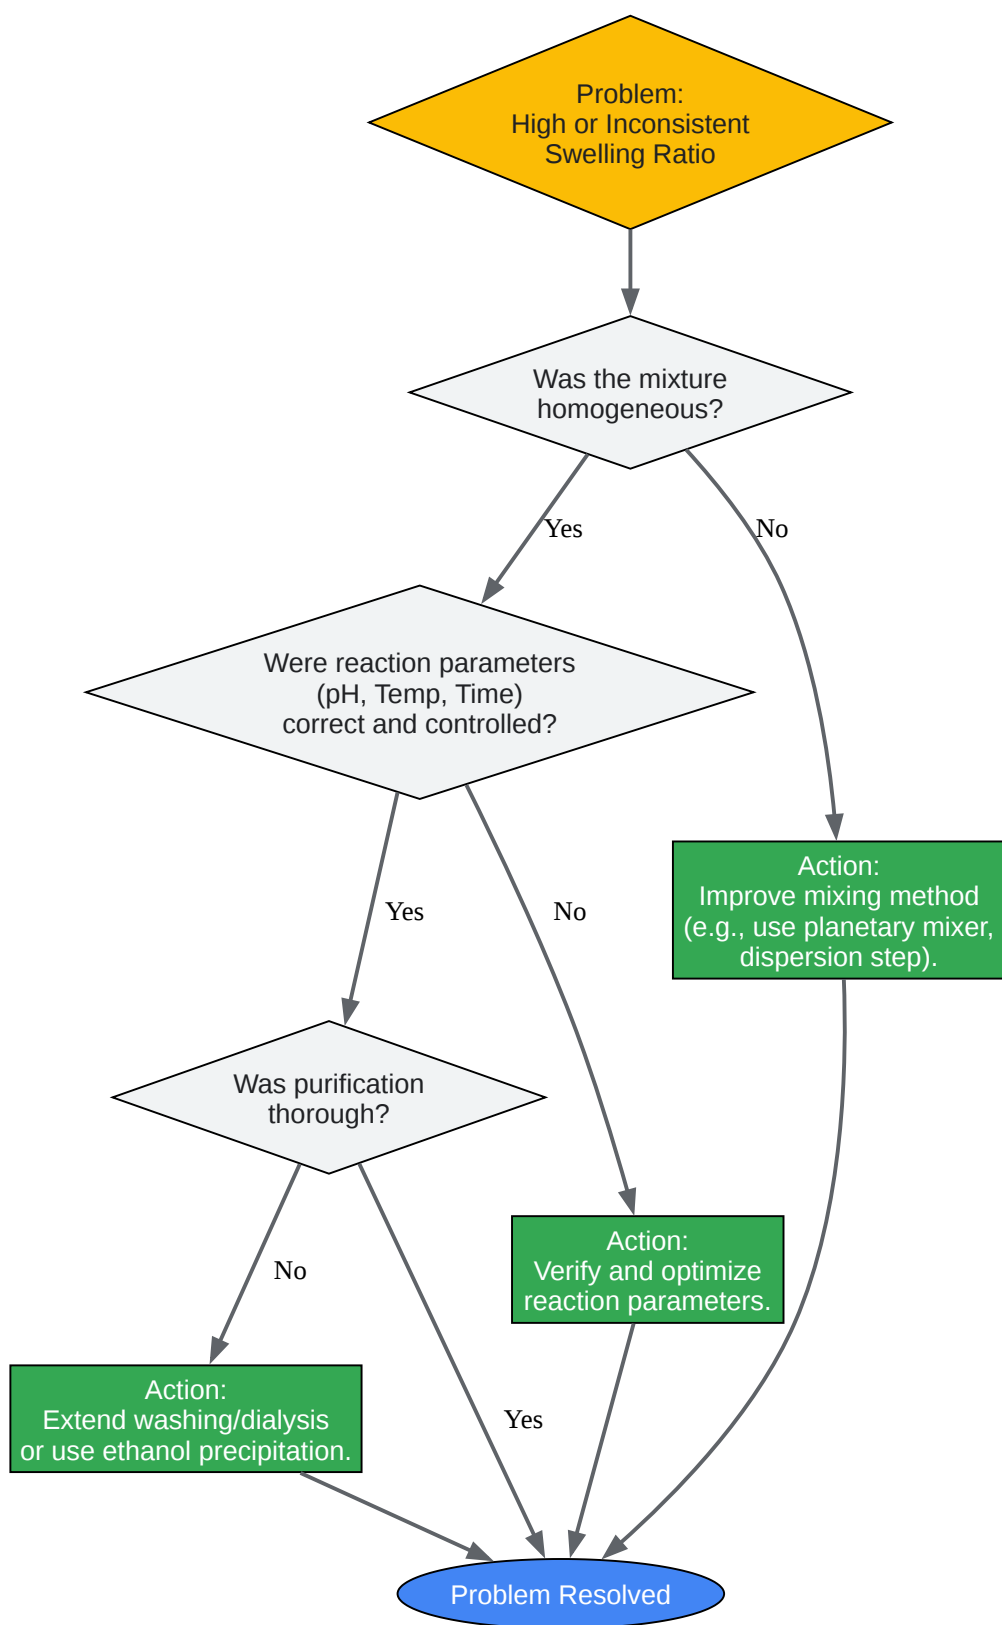 Problem:
High or Inconsistent
Swelling Ratio
Was the mixture
homogeneous?
Yes
No
Were reaction parameters
(pH, Temp, Time)
correct and controlled?
Action:
Improve mixing method
(e.g., use planetary mixer,
dispersion step).
Yes
No
Was purification
thorough?
Action:
Verify and optimize
reaction parameters.
No
Action:
Extend washing/dialysis
or use ethanol precipitation.
Yes
Problem Resolved